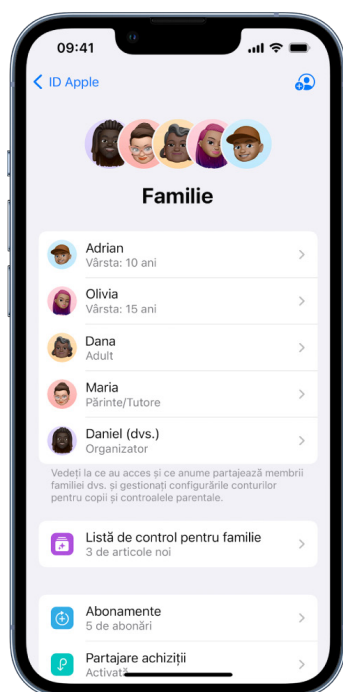 09:41
ID Apple
Familie
Adrian
Vârsta: 10 ani
Olivia
Vârsta: 15 ani
Dana
Adult
Maria
Părinte/Tutore
Daniel (dvs.)
Organizator
Vedeți la ce au acces și ce anume partajează membrii
familiei dvs. și gestionați configurările conturilor
pentru copii și controalele parentale.
Listă de control pentru familie
3 de articole noi
Abonamente
5 de abonări
Partajare achiziții
Activată